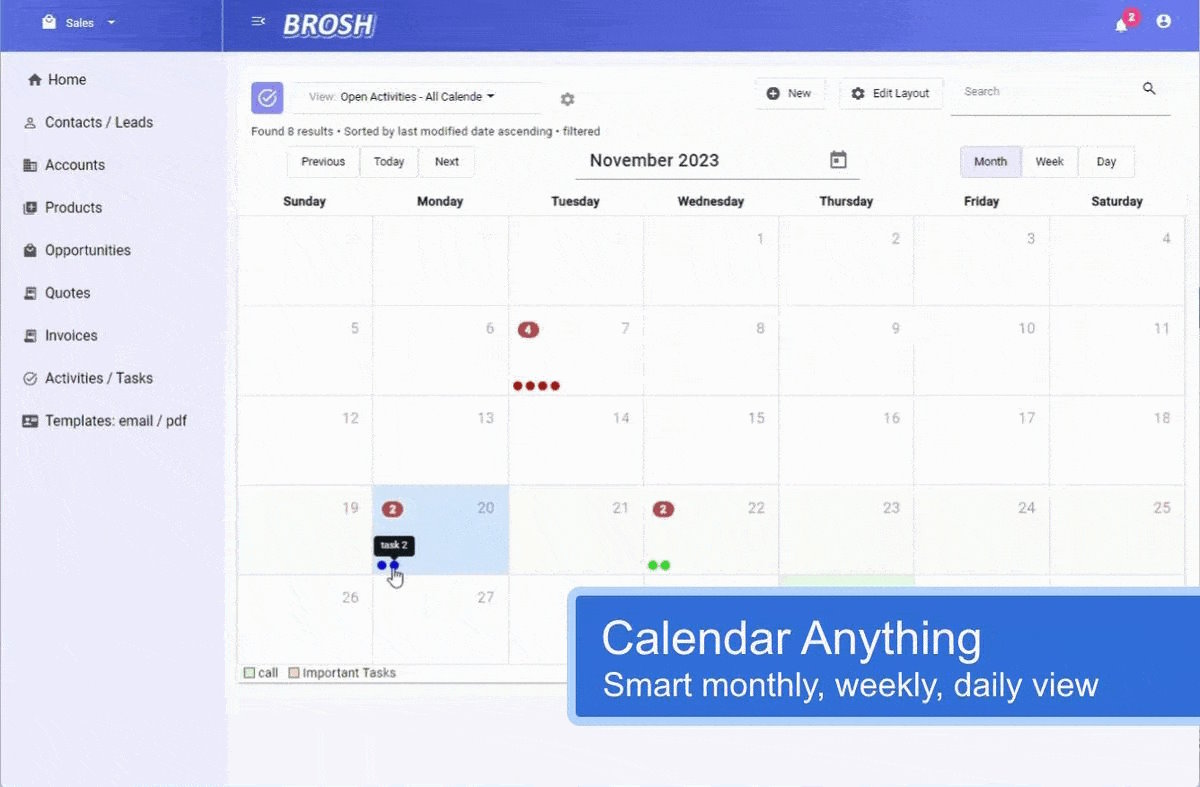 Sales
BROSH
2
Home
Contacts / Leads
Accounts
Products
Opportunities
Quotes
Invoices
Activities / Tasks
Templates: email / pdf
View: Open Activities - All Calende
New
Edit Layout
Search
Found 8 results • Sorted by last modified date ascending • filtered
Previous Today Next
November 2023
Month Week Day
Sunday Monday Tuesday Wednesday Thursday Friday Saturday
1 2 3 4
5 6 4 7 8 9 10 11
12 13 14 15 16 17 18
19 2 20 21 2 22 23 24 25
task 2
26 27
call Important Tasks
Calendar Anything
Smart monthly, weekly, daily view